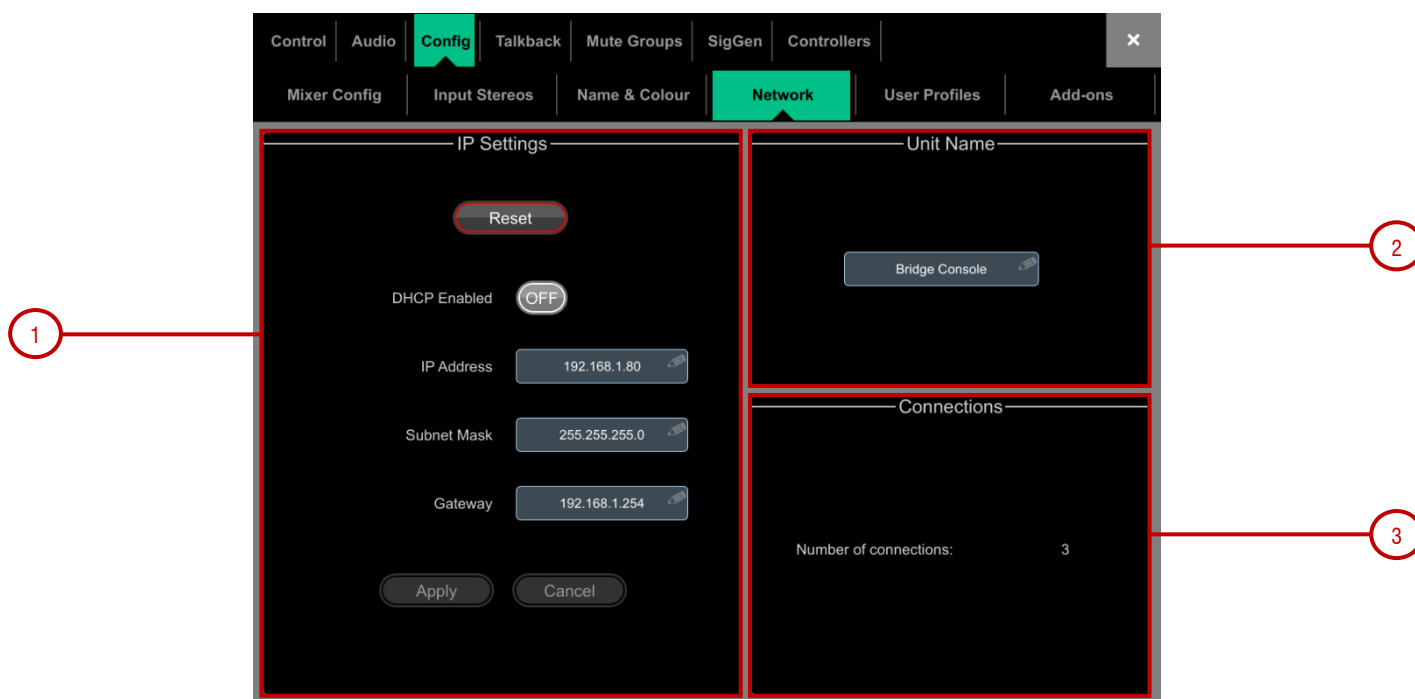 Control Audio Config Talkback Mute Groups SigGen Controllers ×
Mixer Config Input Stereos Name & Colour Network User Profiles Add-ons
IP Settings
Reset
DHCP Enabled OFF
IP Address 192.168.1.80
Subnet Mask 255.255.255.0
Gateway 192.168.1.254
Apply Cancel
1
Unit Name
Bridge Console
2
Connections
Number of connections: 3
3